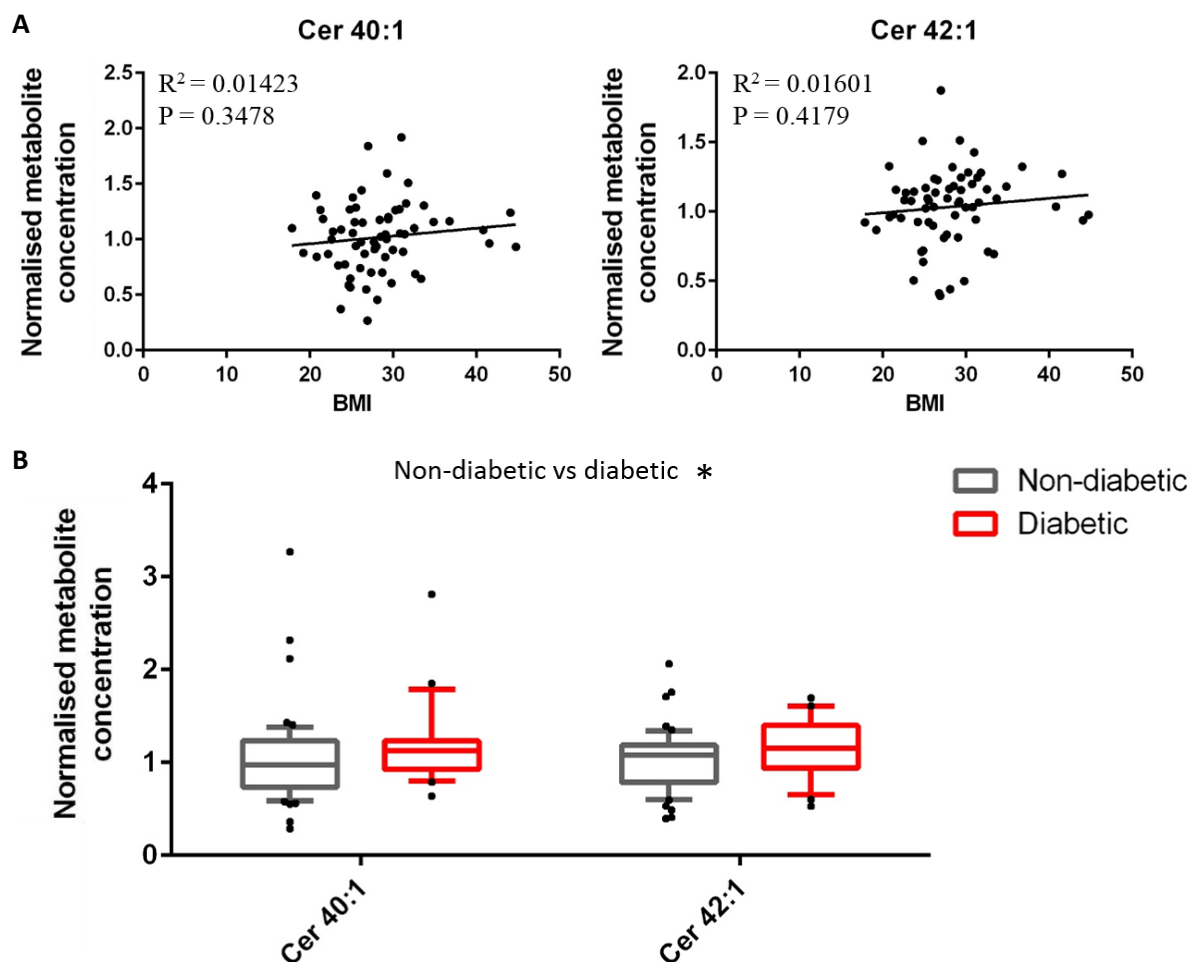 A
Cer 40:1
Normalised metabolite
concentration
2.5
2.0
1.5
1.0
0.5
0.0
R² = 0.01423
P = 0.3478
0 10 20 30 40 50
BMI
Cer 42:1
Normalised metabolite
concentration
2.0
1.5
1.0
0.5
0.0
R² = 0.01601
P = 0.4179
0 10 20 30 40 50
BMI
B
Non-diabetic vs diabetic *
Normalised metabolite
concentration
4
3
2
1
0
Cer 40:1
Cer 42:1
Non-diabetic
Diabetic